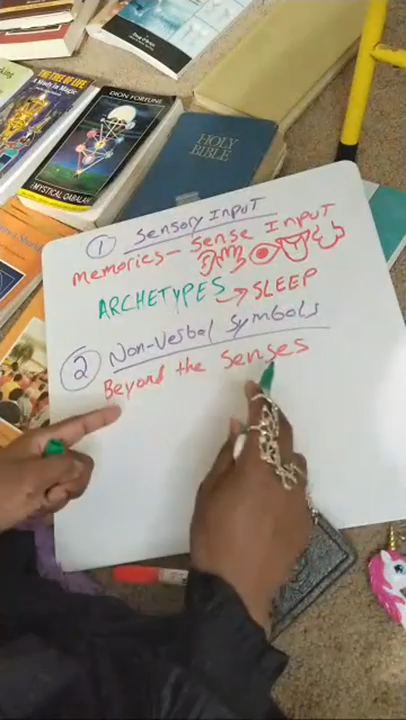 THE TREE OF LIFE
A Study in Magic
DION FORTUNE
MYSTICAL QABALAH
HOLY
BIBLE
1 Sensory Input
Memories - Sense Input
ARCHETYPES → SLEEP
2 Non-Verbal Symbols
Beyond the Senses